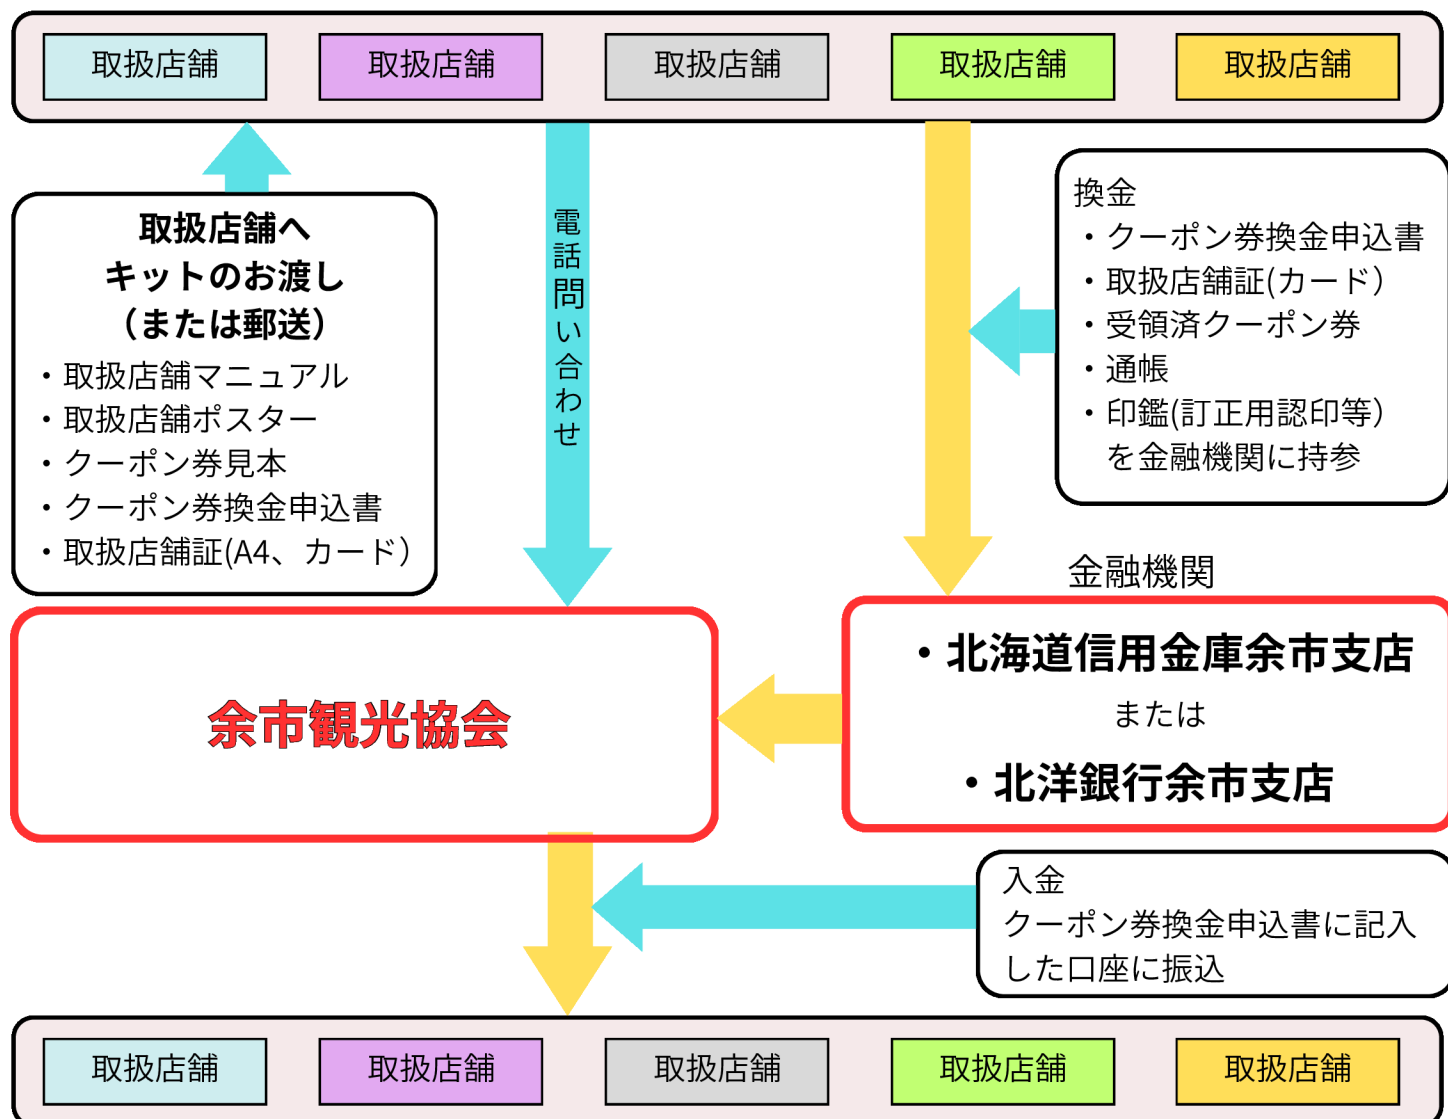 取扱店舗
取扱店舗
取扱店舗
取扱店舗
取扱店舗
取扱店舗へ
キットのお渡し
（または郵送）
・取扱店舗マニュアル
・取扱店舗ポスター
・クーポン券見本
・クーポン券換金申込書
・取扱店舗証(A4、カード）
電話問い合わせ
換金
・クーポン券換金申込書
・取扱店舗証(カード）
・受領済クーポン券
・通帳
・印鑑(訂正用認印等）
を金融機関に持参
金融機関
・北海道信用金庫余市支店
または
・北洋銀行余市支店
余市観光協会
入金
クーポン券換金申込書に記入
した口座に振込
取扱店舗
取扱店舗
取扱店舗
取扱店舗
取扱店舗